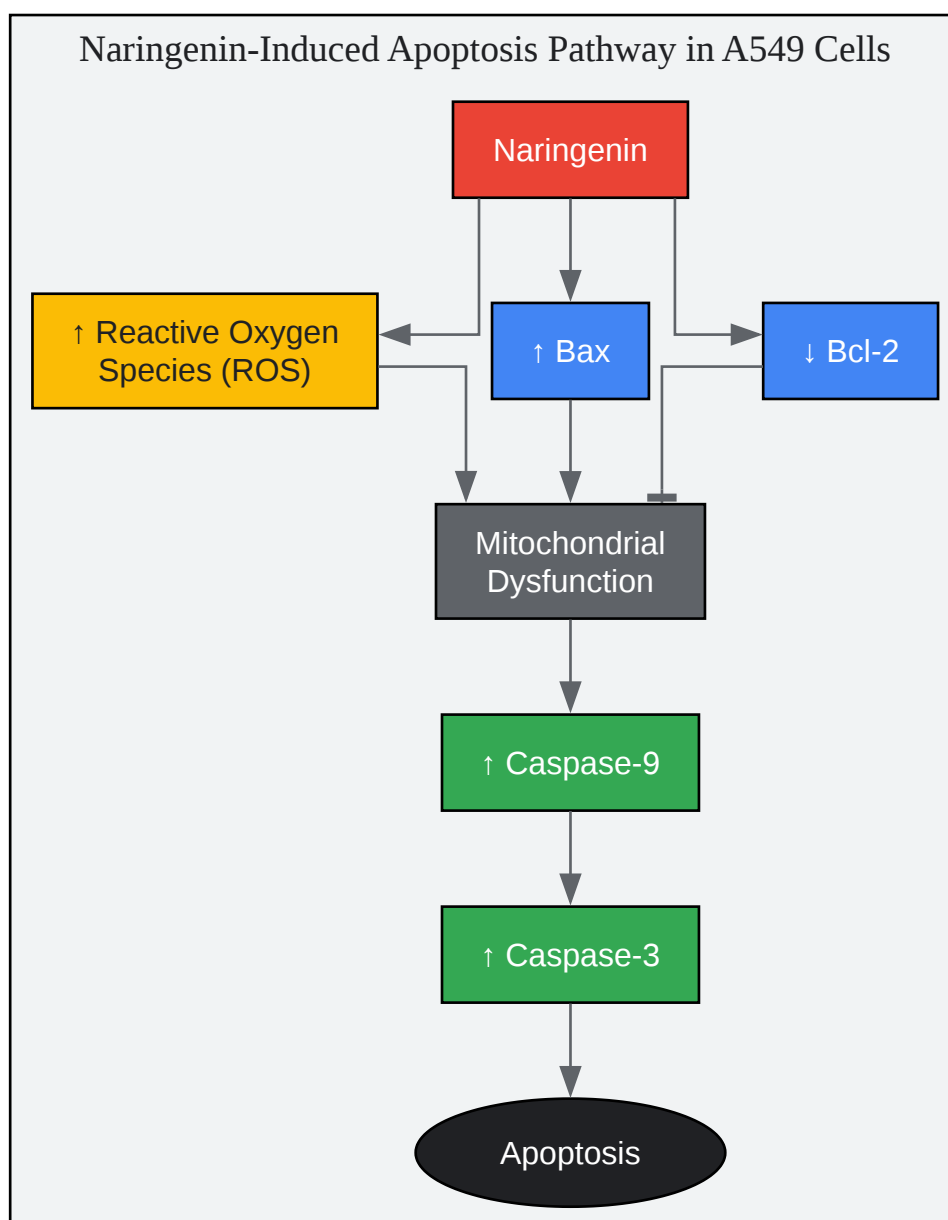 Naringenin-Induced Apoptosis Pathway in A549 Cells
Naringenin
↑ Reactive Oxygen
Species (ROS)
↑ Bax
↓ Bcl-2
Mitochondrial
Dysfunction
↑ Caspase-9
↑ Caspase-3
Apoptosis